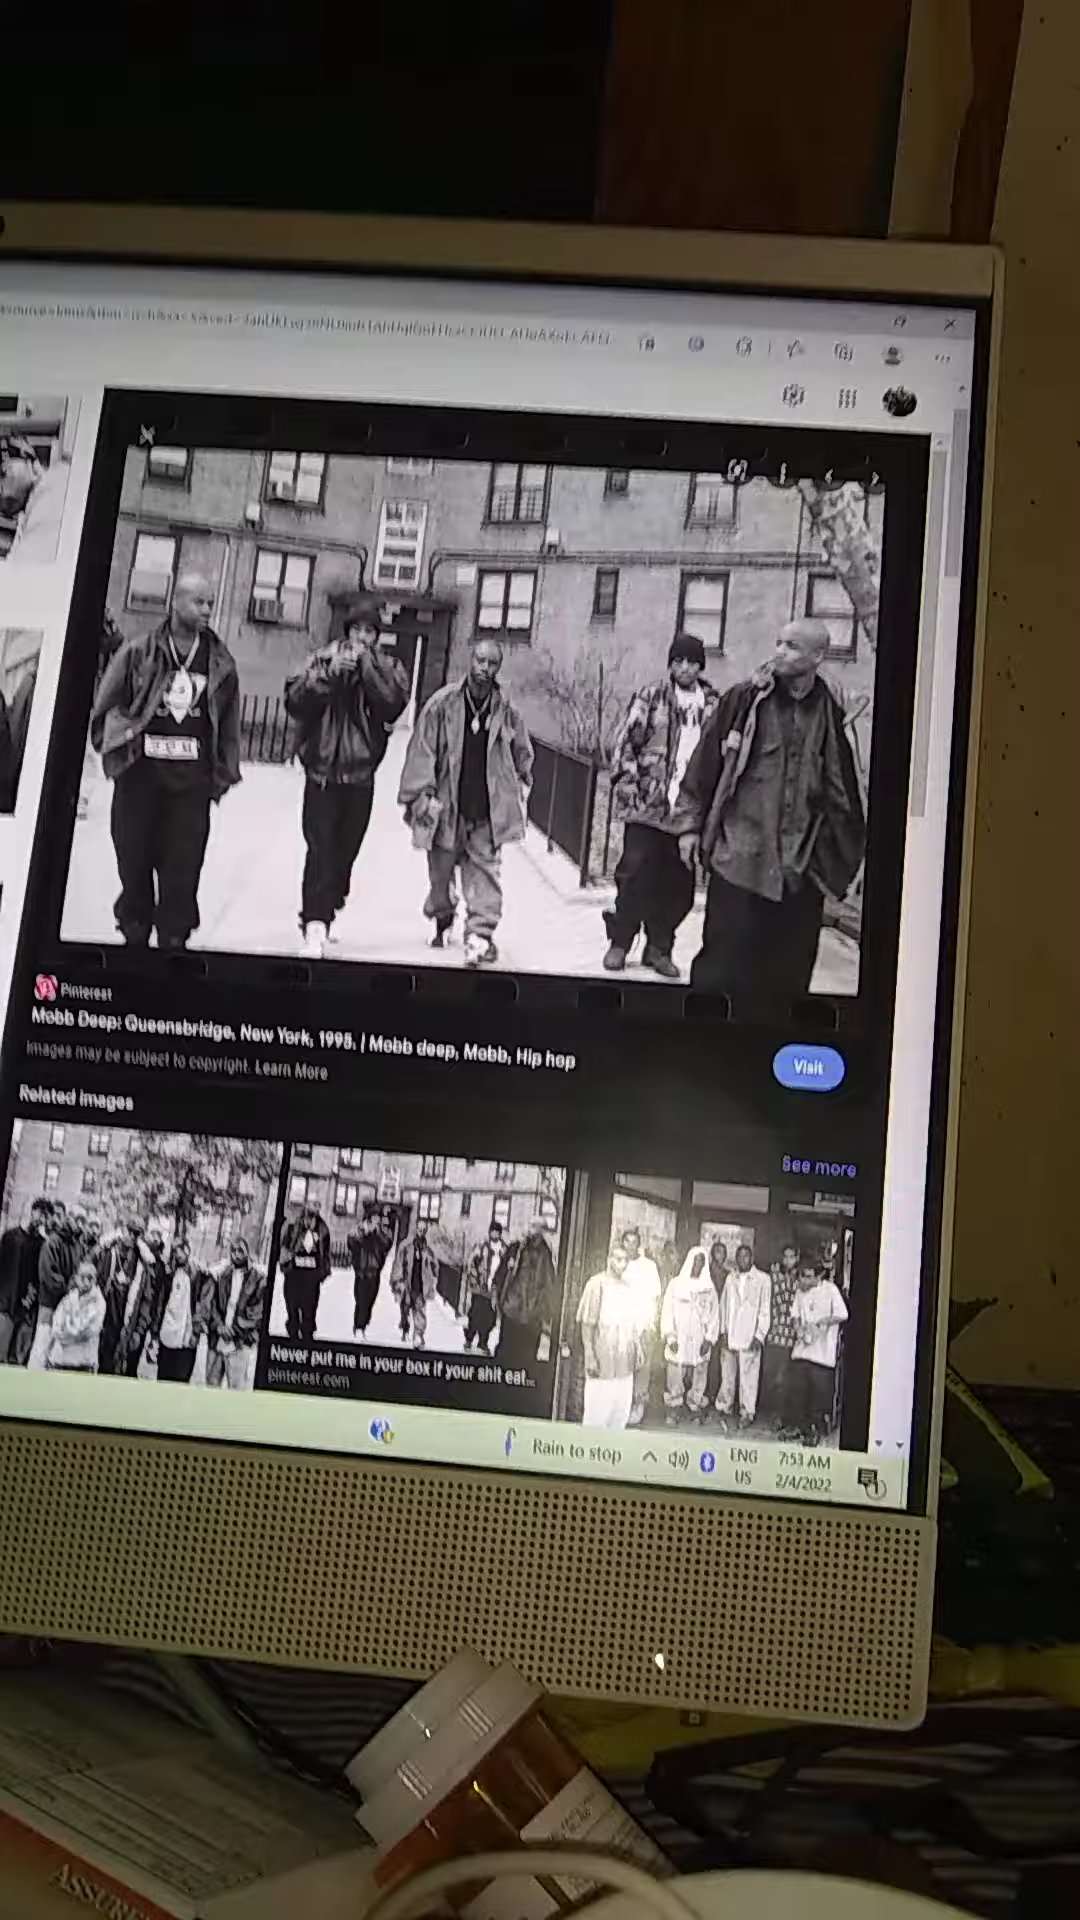 Pinterest
Mobb Deep: Queensbridge, New York, 1995. | Mobb deep, Mobb, Hip hop
Images may be subject to copyright. Learn More
Visit
Related images
See more
Never put me in your box if your shit eat...
pinterest.com
Rain to stop
ENG
US
7:53 AM
2/4/2022
1